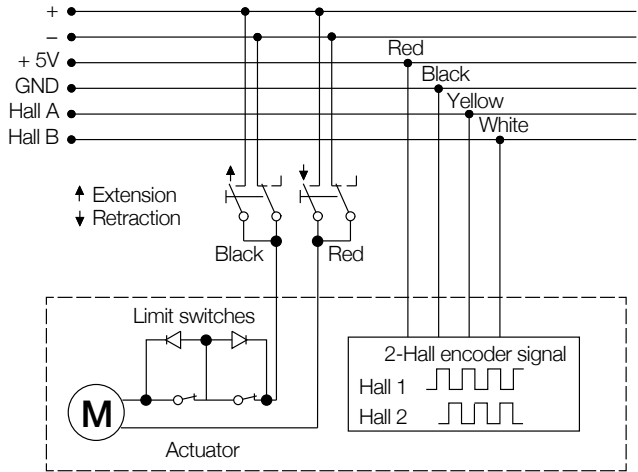 +
–
+ 5V
GND
Hall A
Hall B
Red
Black
Yellow
White
Extension
Retraction
Black
Red
Limit switches
M
Actuator
2-Hall encoder signal
Hall 1
Hall 2